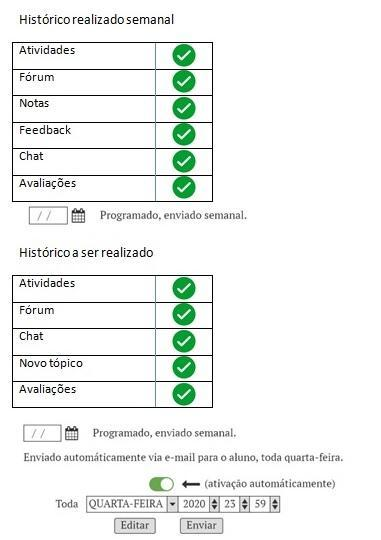 Histórico realizado semanal
Atividades
Fórum
Notas
Feedback
Chat
Avaliações
/ / Programado, enviado semanal.
Histórico a ser realizado
Atividades
Fórum
Chat
Novo tópico
Avaliações
/ / Programado, enviado semanal.
Enviado automáticamente via e-mail para o aluno, toda quarta-feira.
(ativação automáticamente)
Toda QUARTA-FEIRA 2020 23 59
Editar Enviar